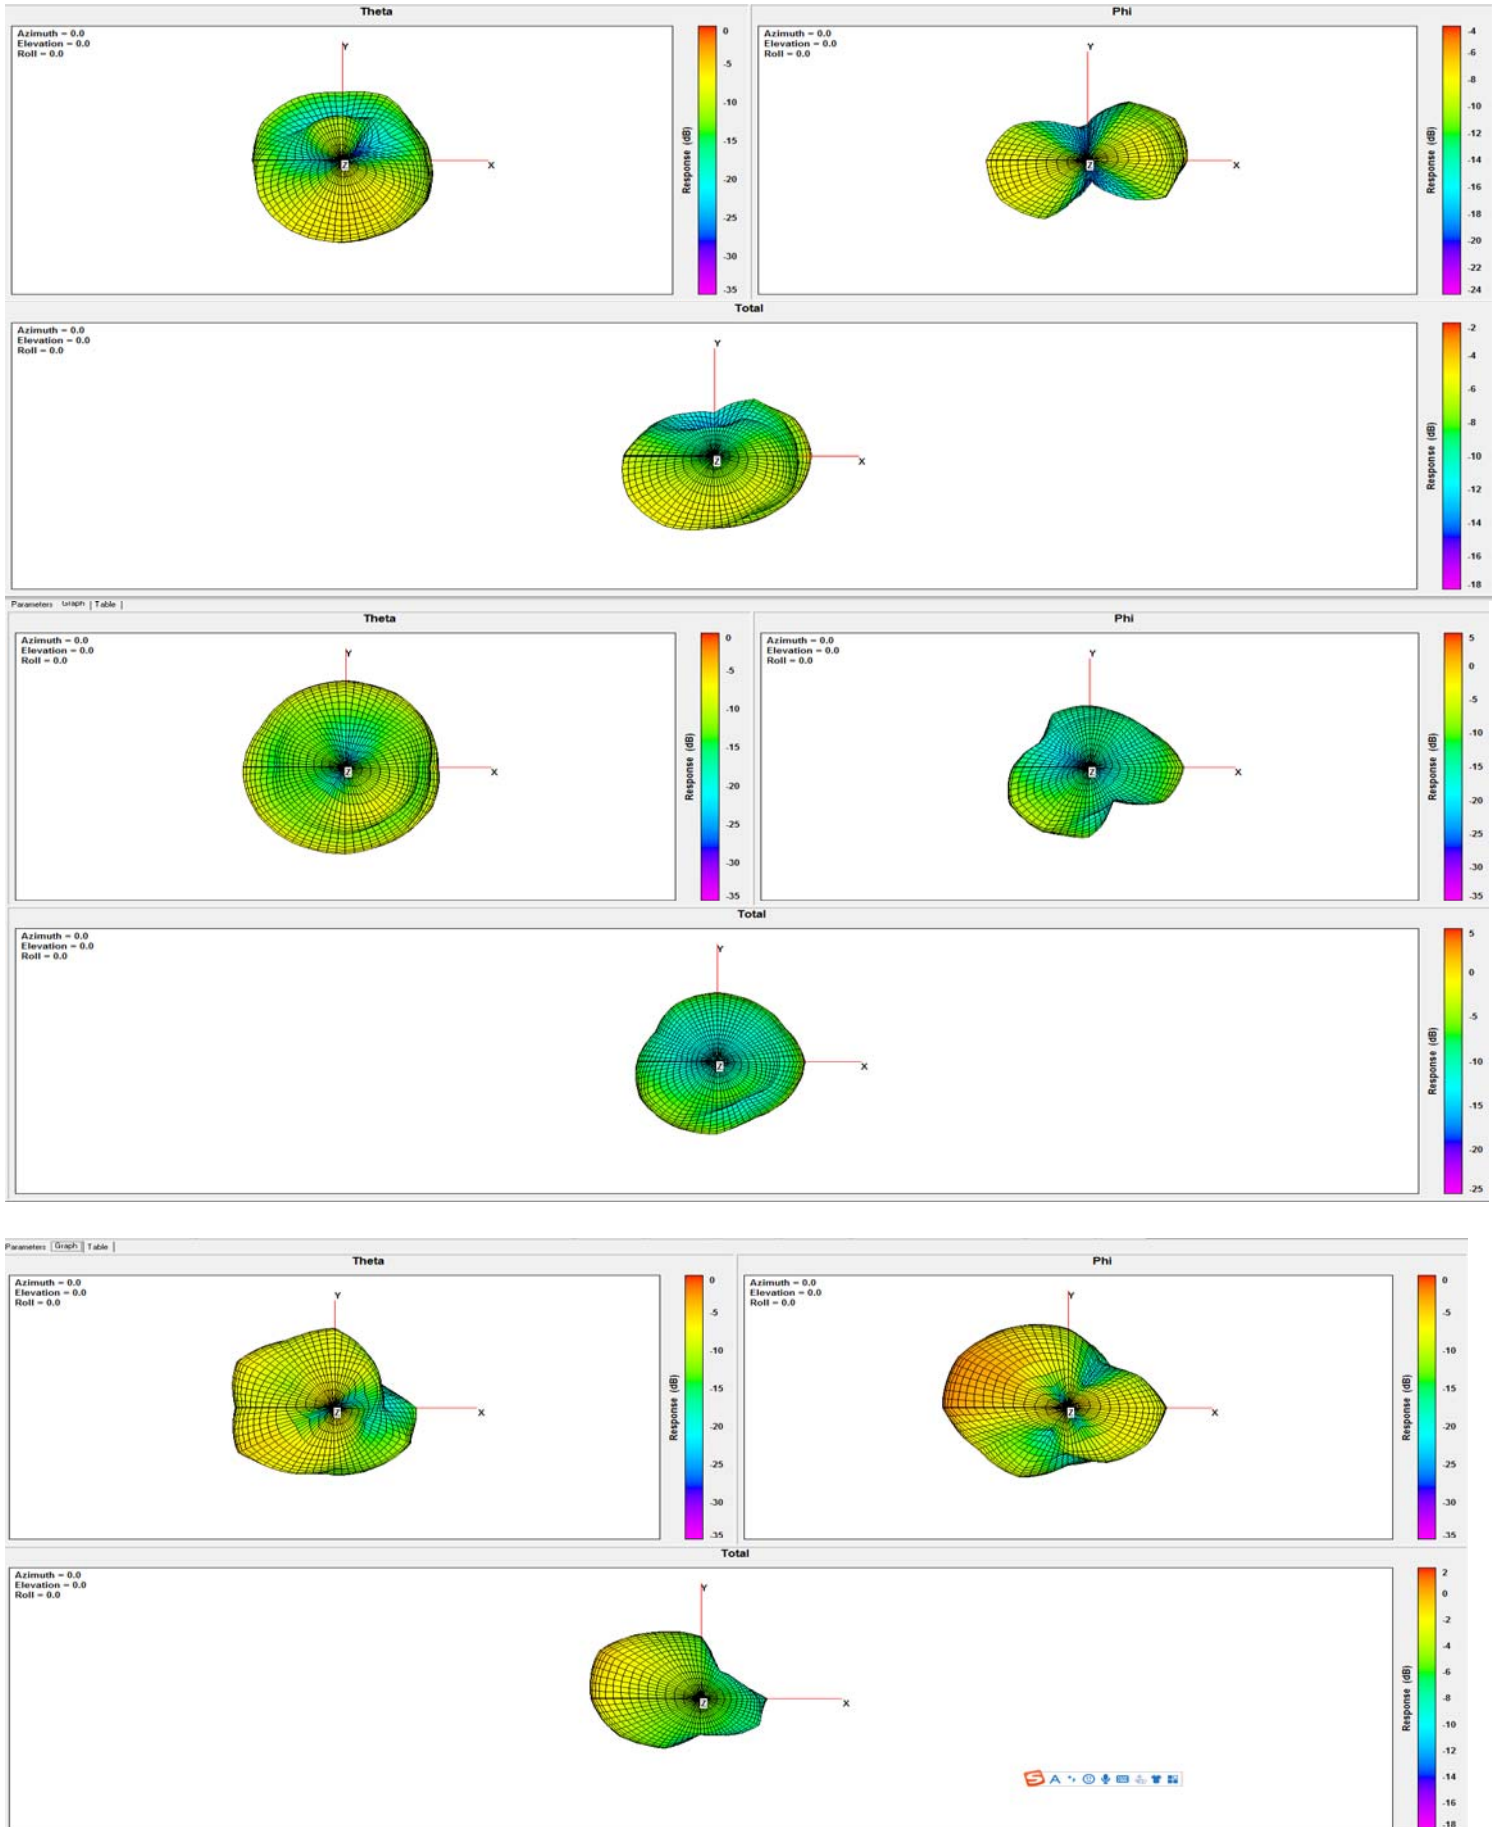 Theta
Azimuth = 0.0
Elevation = 0.0
Roll = 0.0
Y
X
Z
Response (dB)
0
-5
-10
-15
-20
-25
-30
-35
Phi
Azimuth = 0.0
Elevation = 0.0
Roll = 0.0
Y
X
Z
Response (dB)
-4
-6
-8
-10
-12
-14
-16
-18
-20
-22
-24
Total
Azimuth = 0.0
Elevation = 0.0
Roll = 0.0
Y
X
Z
Response (dB)
-2
-4
-6
-8
-10
-12
-14
-16
-18
Parameters Graph | Table |
Theta
Azimuth = 0.0
Elevation = 0.0
Roll = 0.0
Y
X
Z
Response (dB)
0
-5
-10
-15
-20
-25
-30
-35
Phi
Azimuth = 0.0
Elevation = 0.0
Roll = 0.0
Y
X
Z
Response (dB)
5
0
-5
-10
-15
-20
-25
-30
-35
Total
Azimuth = 0.0
Elevation = 0.0
Roll = 0.0
Y
X
Z
Response (dB)
5
0
-5
-10
-15
-20
-25
Parameters Graph | Table |
Theta
Azimuth = 0.0
Elevation = 0.0
Roll = 0.0
Y
X
Z
Response (dB)
0
-5
-10
-15
-20
-25
-30
-35
Phi
Azimuth = 0.0
Elevation = 0.0
Roll = 0.0
Y
X
Z
Response (dB)
0
-5
-10
-15
-20
-25
-30
-35
Total
Azimuth = 0.0
Elevation = 0.0
Roll = 0.0
Y
X
Z
Response (dB)
2
0
-2
-4
-6
-8
-10
-12
-14
-16
-18
S A